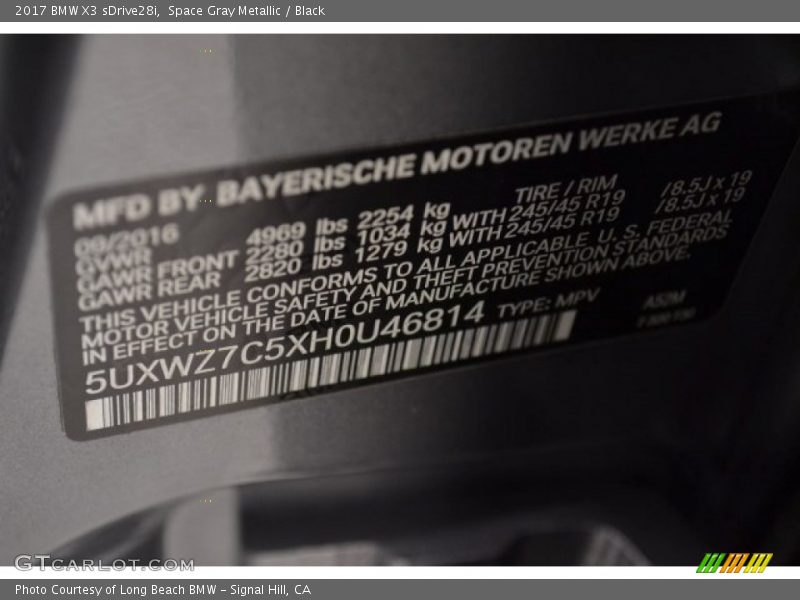 2017 BMW X3 sDrive28i, Space Gray Metallic / Black
MFD BY BAYERISCHE MOTOREN WERKE AG
09/2016
GVWR 4969 lbs 2254 kg TIRE / RIM
GAWR FRONT 2280 lbs 1034 kg WITH 245/45 R19 /8.5J x 19
GAWR REAR 2820 lbs 1279 kg WITH 245/45 R19 /8.5J x 19
THIS VEHICLE CONFORMS TO ALL APPLICABLE U. S. FEDERAL
MOTOR VEHICLE SAFETY AND THEFT PREVENTION STANDARDS
IN EFFECT ON THE DATE OF MANUFACTURE SHOWN ABOVE.
5UXWZ7C5XH0U46814 TYPE: MPV
GTcarlot.com
Photo Courtesy of Long Beach BMW – Signal Hill, CA